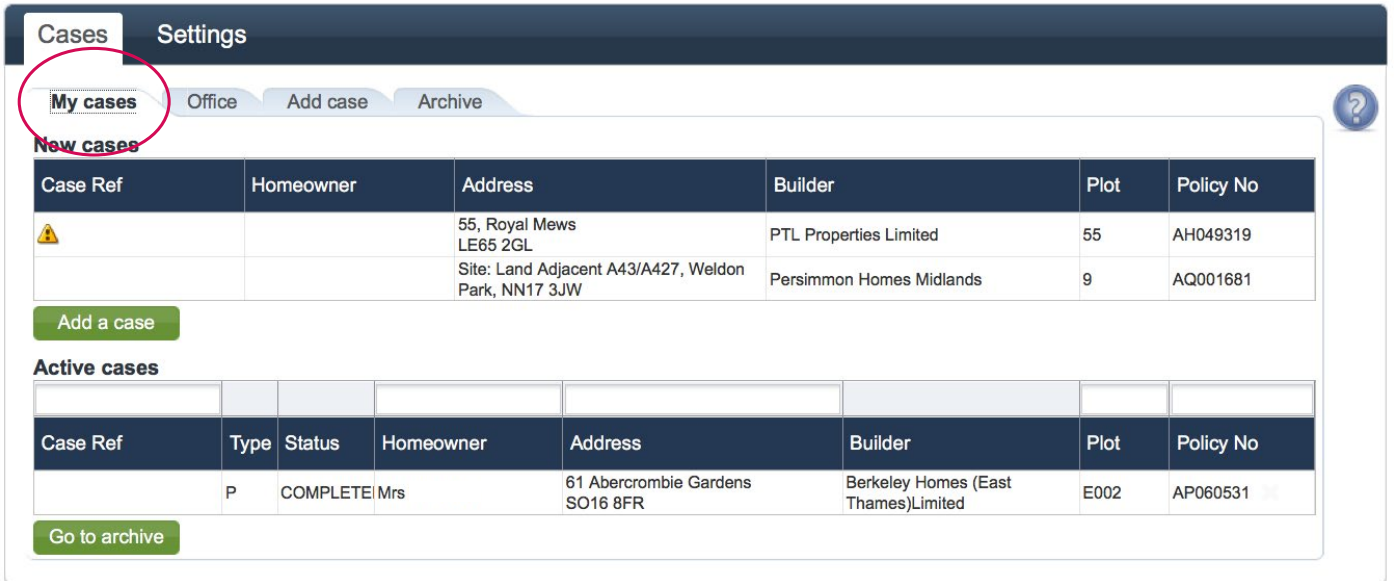 Cases Settings
My cases Office Add case Archive
New cases
Case Ref Homeowner Address Builder Plot Policy No
55, Royal Mews
LE65 2GL
PTL Properties Limited 55 AH049319
Site: Land Adjacent A43/A427, Weldon
Park, NN17 3JW
Persimmon Homes Midlands 9 AQ001681
Add a case
Active cases
Case Ref Type Status Homeowner Address Builder Plot Policy No
P COMPLETE Mrs
61 Abercrombie Gardens
SO16 8FR
Berkeley Homes (East
Thames)Limited
E002 AP060531
Go to archive